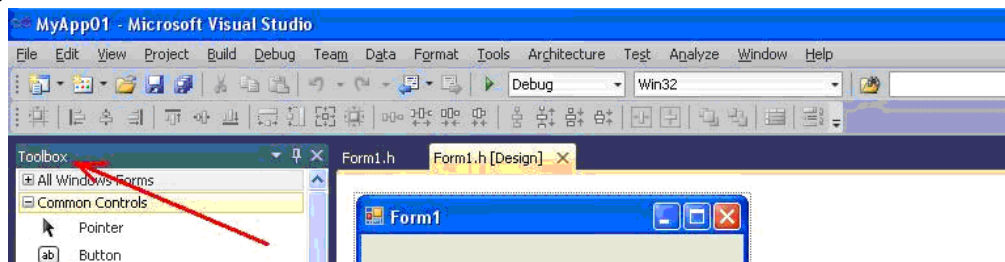 MyApp01 - Microsoft Visual Studio
File Edit View Project Build Debug Team Data Format Tools Architecture Test Analyze Window Help
Debug Win32
Toolbox Form1.h Form1.h [Design]
All Windows Forms
Common Controls
Form1
Pointer
ab Button